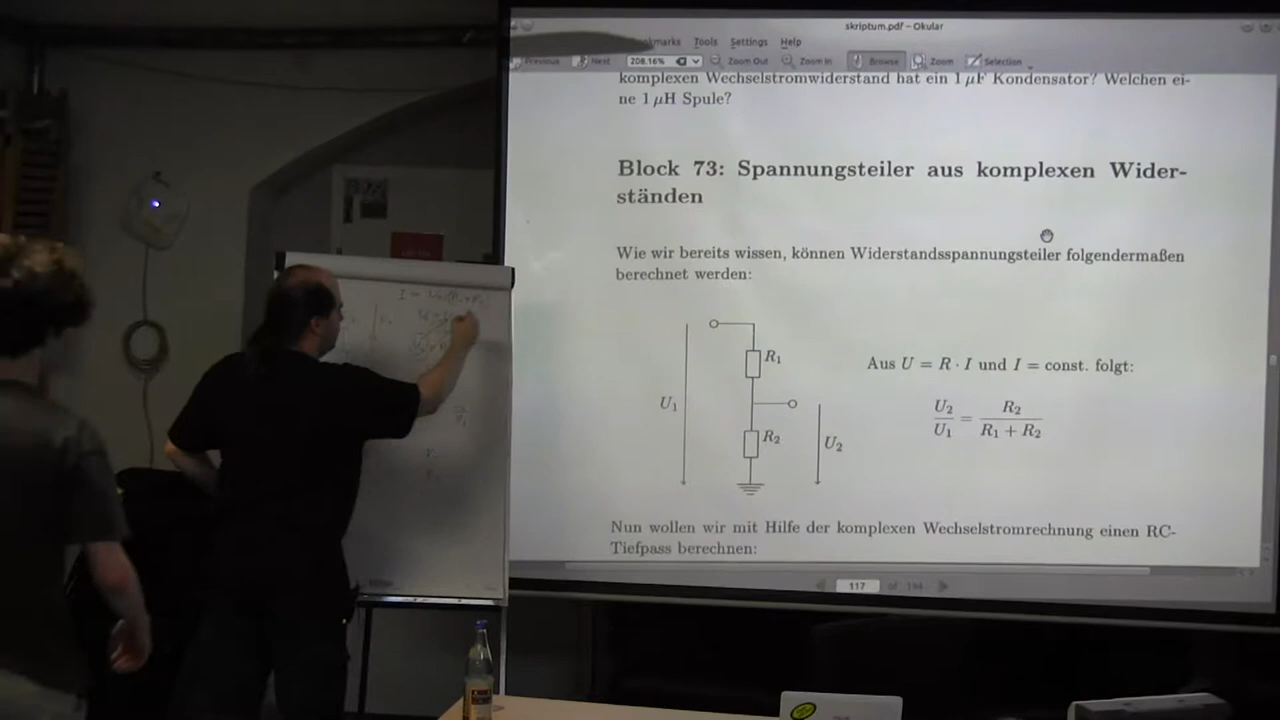 skriptum.pdf – Okular
Tools Settings Help
Previous Next 208.16% Zoom Out Zoom In Browse Zoom Selection
komplexen Wechselstromwiderstand hat ein 1 μF Kondensator? Welchen ei-
ne 1 μH Spule?
Block 73: Spannungsteiler aus komplexen Wider-
ständen
Wie wir bereits wissen, können Widerstandsspannungsteiler folgendermaßen
berechnet werden:
R₁
U₁
R₂
U₂
Aus U = R · I und I = const. folgt:
U₂/U₁ = R₂/(R₁ + R₂)
Nun wollen wir mit Hilfe der komplexen Wechselstromrechnung einen RC-
Tiefpass berechnen:
117 of 194